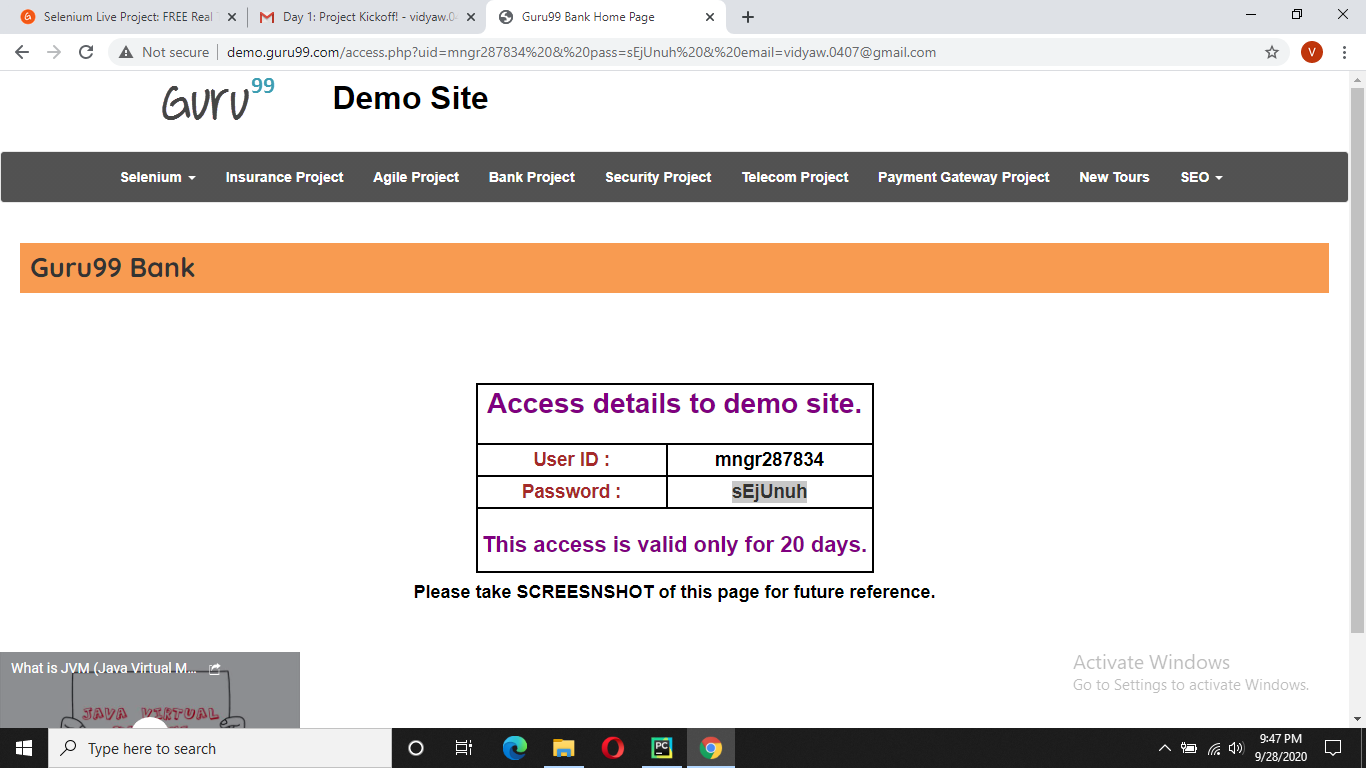 Selenium Live Project: FREE Real
Day 1: Project Kickoff! - vidyaw.0
Guru99 Bank Home Page
Not secure
demo.guru99.com/access.php?uid=mngr287834%20&%20pass=sEjUnuh%20&%20email=vidyaw.0407@gmail.com
V
Guru99
Demo Site
Selenium
Insurance Project
Agile Project
Bank Project
Security Project
Telecom Project
Payment Gateway Project
New Tours
SEO
Guru99 Bank
Access details to demo site.
User ID : mngr287834
Password : sEjUnuh
This access is valid only for 20 days.
Please take SCREESNSHOT of this page for future reference.
What is JVM (Java Virtual M...
JAVA VIRTUAL
Activate Windows
Go to Settings to activate Windows.
Type here to search
PC
9:47 PM
9/28/2020